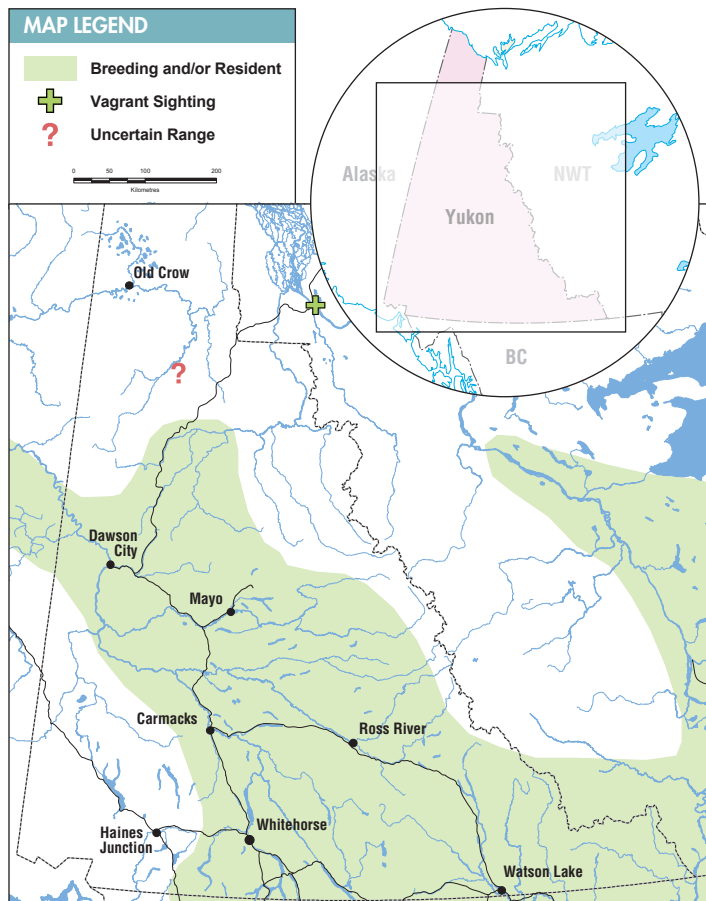 MAP LEGEND
Breeding and/or Resident
Vagrant Sighting
? Uncertain Range
0 50 100 200
Kilometres
Alaska
NWT
Yukon
BC
Old Crow
?
Dawson
City
Mayo
Carmacks
Ross River
Haines
Junction
Whitehorse
Watson Lake